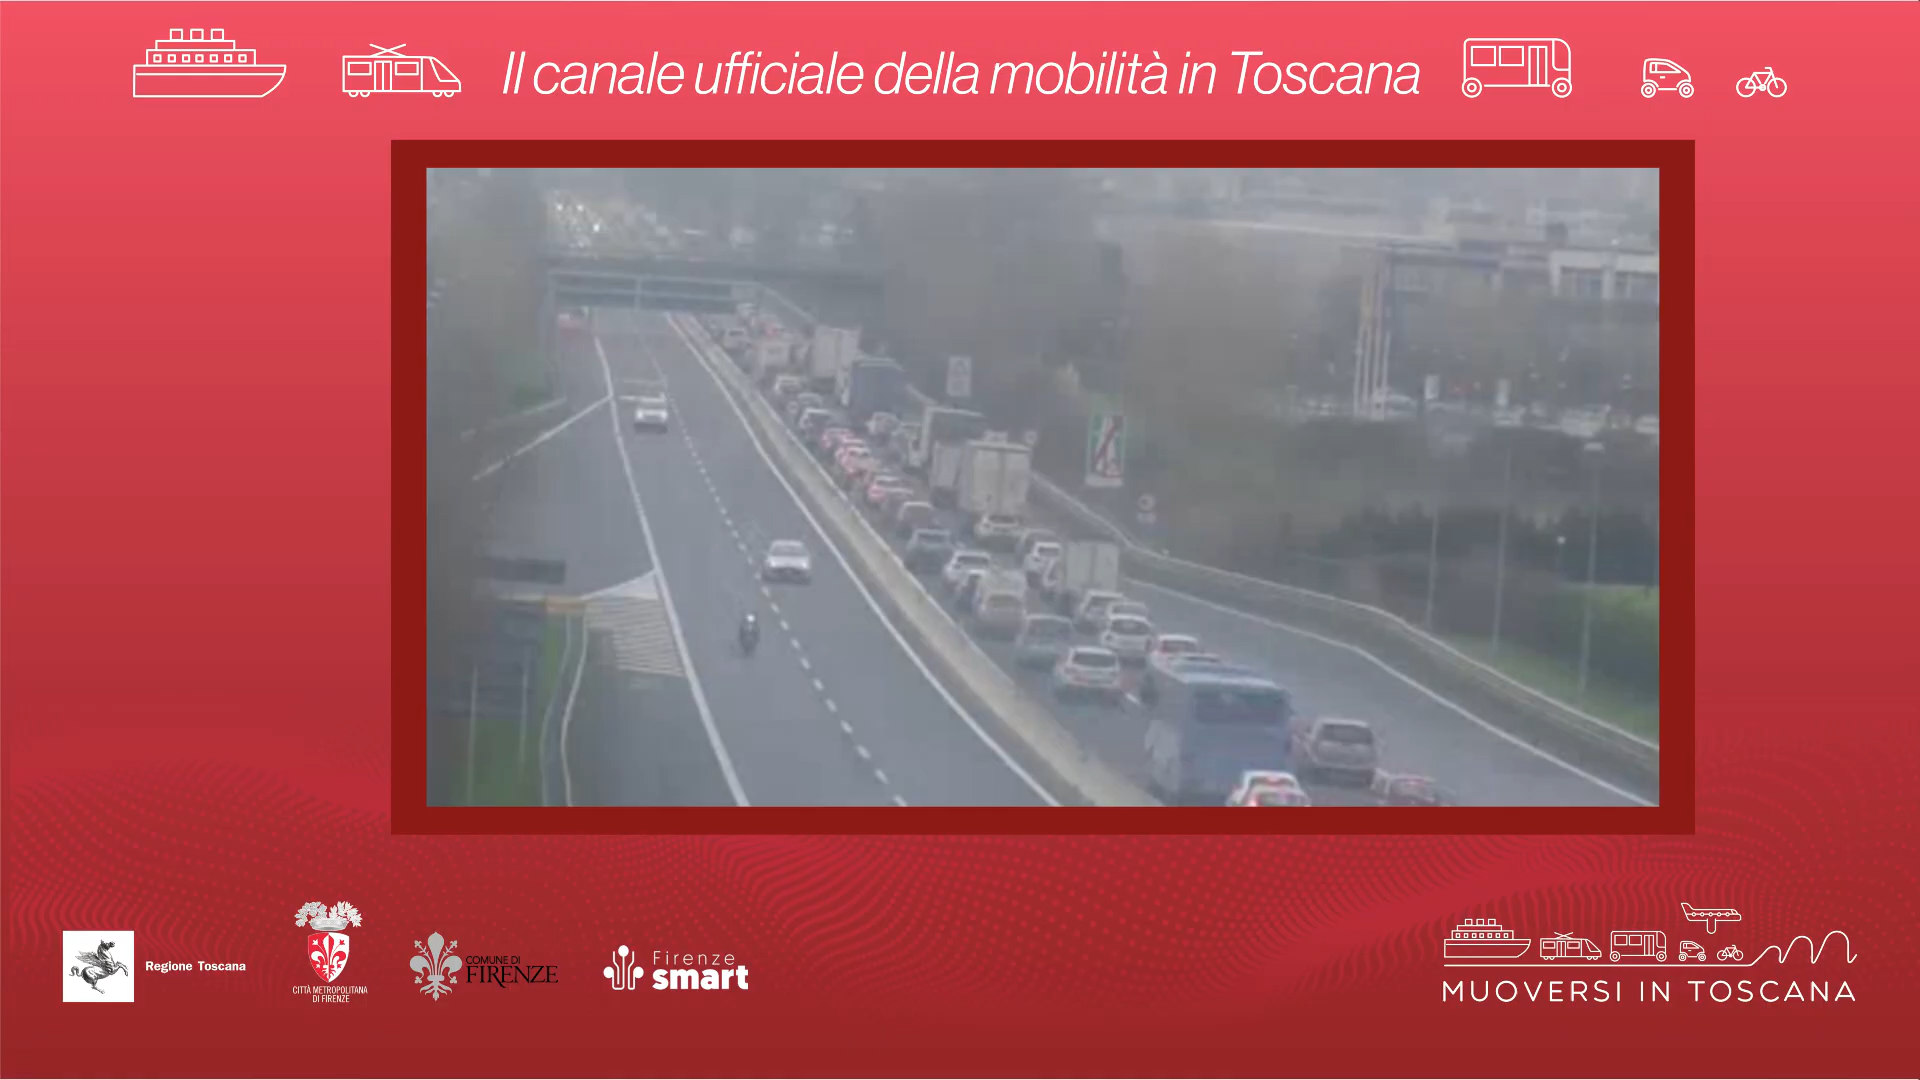 Il canale ufficiale della mobilità in Toscana
Regione Toscana
CITTÀ METROPOLITANA
DI FIRENZE
COMUNE DI
FIRENZE
Firenze
smart
MUOVERSI IN TOSCANA